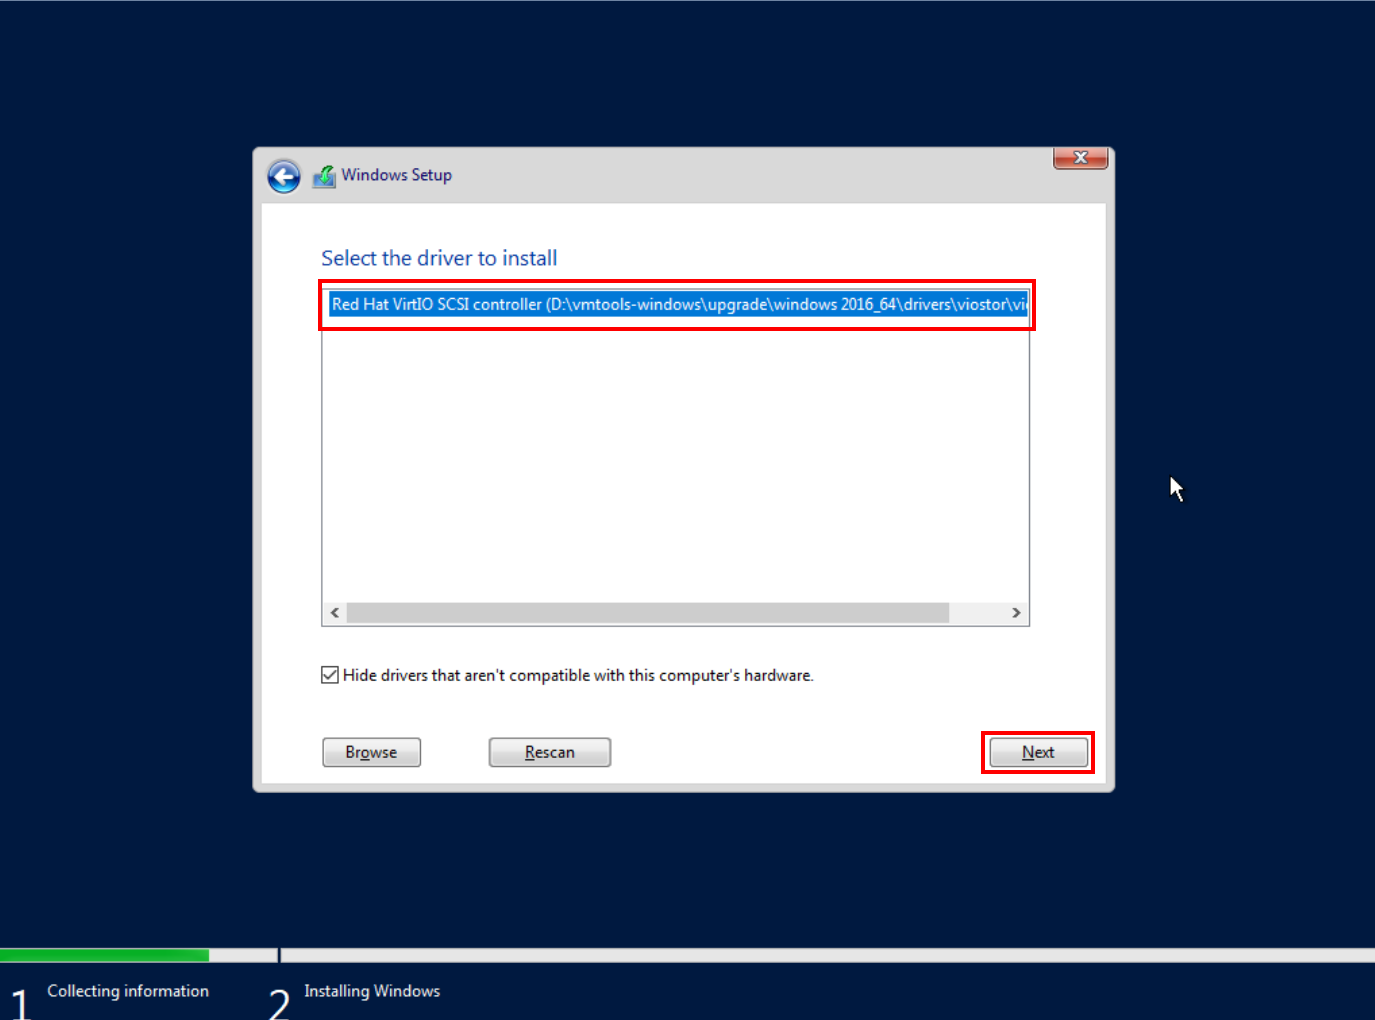 Windows Setup
Select the driver to install
Red Hat VirtIO SCSI controller (D:\vmtools-windows\upgrade\windows 2016_64\drivers\viostor\
Hide drivers that aren't compatible with this computer's hardware.
Browse Rescan Next
1 Collecting information 2 Installing Windows